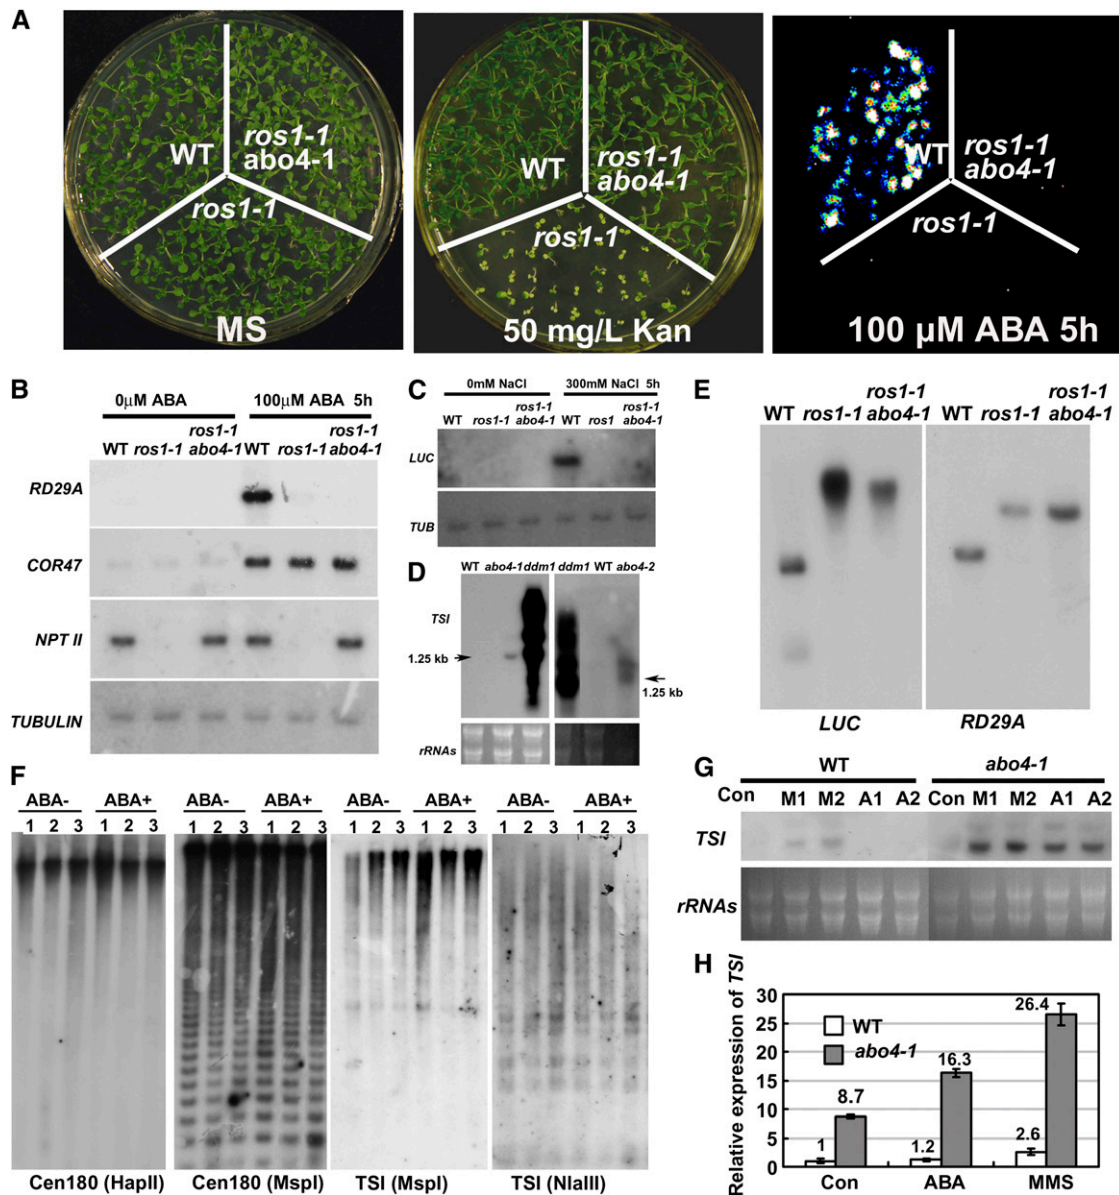 A
WT
ros1-1
abo4-1
ros1-1
MS
WT
ros1-1
abo4-1
ros1-1
50 mg/L Kan
WT
ros1-1
abo4-1
ros1-1
100 µM ABA 5h
B
0µM ABA 100µM ABA 5h
ros1-1 ros1-1
WT ros1-1 abo4-1 WT ros1-1 abo4-1
RD29A
COR47
NPT II
TUBULIN
C
0mM NaCl 300mM NaCl 5h
ros1-1 ros1-1
WT ros1-1 abo4-1 WT ros1 abo4-1
LUC
TUB
D
WT abo4-1 ddm1 ddm1 WT abo4-2
TSI
1.25 kb
1.25 kb
rRNAs
E
ros1-1 ros1-1
WT ros1-1 abo4-1 WT ros1-1 abo4-1
LUC RD29A
F
ABA- ABA+ ABA- ABA+ ABA- ABA+ ABA- ABA+
1 2 3 1 2 3 1 2 3 1 2 3 1 2 3 1 2 3 1 2 3 1 2 3
Cen180 (HapII) Cen180 (MspI) TSI (MspI) TSI (NlaIII)
G
WT abo4-1
Con M1 M2 A1 A2 Con M1 M2 A1 A2
TSI
rRNAs
H
Relative expression of TSI
30
25
20
15
10
5
0
WT
abo4-1
1
8.7
1.2
16.3
2.6
26.4
Con ABA MMS